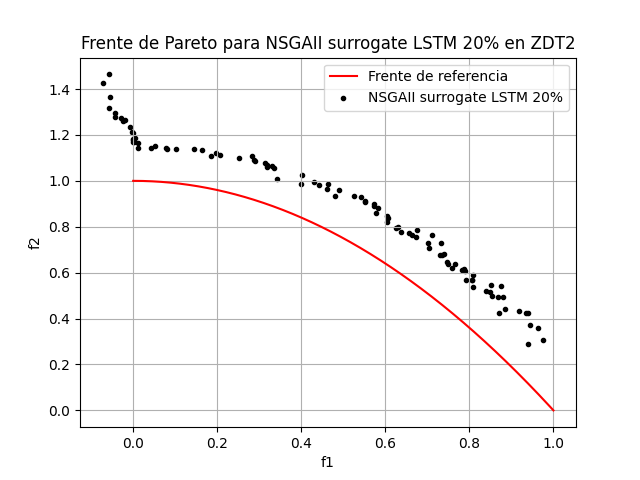 Frente de Pareto para NSGAII surrogate LSTM 20% en ZDT2
Frente de referencia
NSGAII surrogate LSTM 20%
f2
1.4
1.2
1.0
0.8
0.6
0.4
0.2
0.0
0.0 0.2 0.4 0.6 0.8 1.0
f1